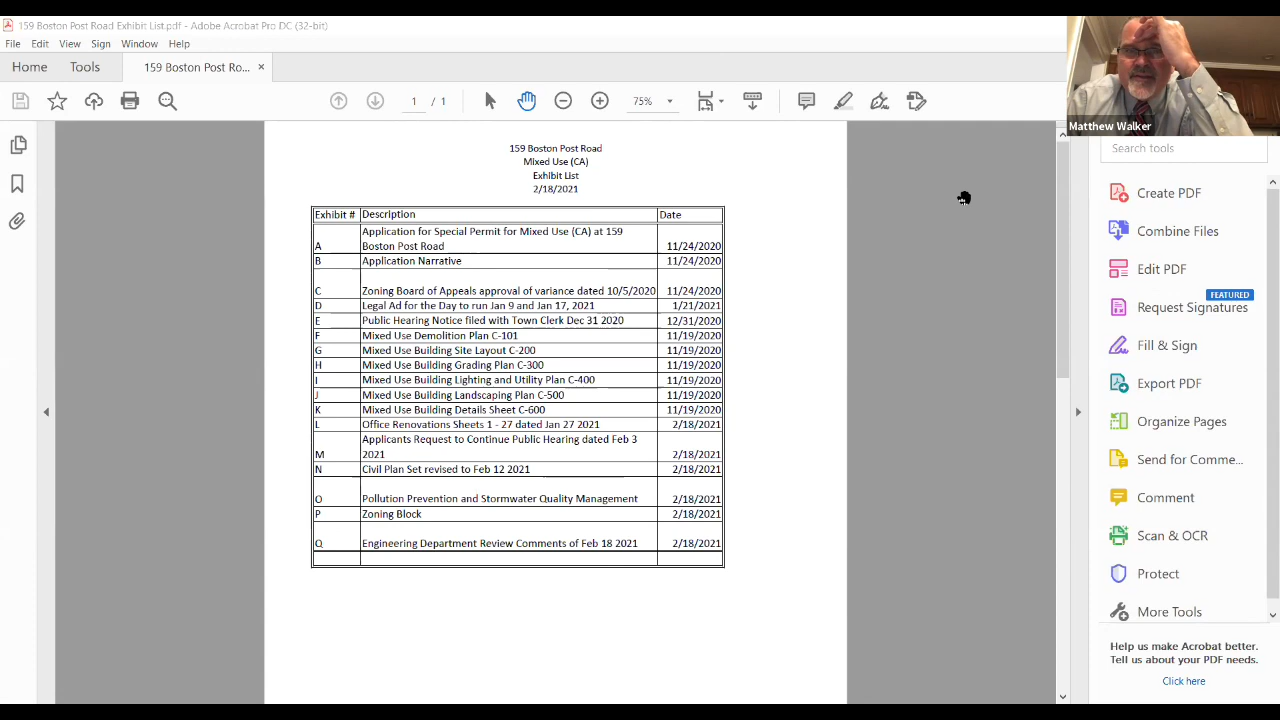 159 Boston Post Road Exhibit List.pdf - Adobe Acrobat Pro DC (32-bit)
File Edit View Sign Window Help
Home Tools 159 Boston Post Ro... ×
1 / 1 75%
Matthew Walker
159 Boston Post Road
Mixed Use (CA)
Exhibit List
2/18/2021
Exhibit # Description Date
Application for Special Permit for Mixed Use (CA) at 159
A Boston Post Road 11/24/2020
B Application Narrative 11/24/2020
C Zoning Board of Appeals approval of variance dated 10/5/2020 11/24/2020
D Legal Ad for the Day to run Jan 9 and Jan 17, 2021 1/21/2021
E Public Hearing Notice filed with Town Clerk Dec 31 2020 12/31/2020
F Mixed Use Demolition Plan C-101 11/19/2020
G Mixed Use Building Site Layout C-200 11/19/2020
H Mixed Use Building Grading Plan C-300 11/19/2020
I Mixed Use Building Lighting and Utility Plan C-400 11/19/2020
J Mixed Use Building Landscaping Plan C-500 11/19/2020
K Mixed Use Building Details Sheet C-600 11/19/2020
L Office Renovations Sheets 1 - 27 dated Jan 27 2021 2/18/2021
Applicants Request to Continue Public Hearing dated Feb 3
M 2021 2/18/2021
N Civil Plan Set revised to Feb 12 2021 2/18/2021
O Pollution Prevention and Stormwater Quality Management 2/18/2021
P Zoning Block 2/18/2021
Q Engineering Department Review Comments of Feb 18 2021 2/18/2021
Search tools
Create PDF
Combine Files
Edit PDF
FEATURED
Request Signatures
Fill & Sign
Export PDF
Organize Pages
Send for Comme...
Comment
Scan & OCR
Protect
More Tools
Help us make Acrobat better.
Tell us about your PDF needs.
Click here